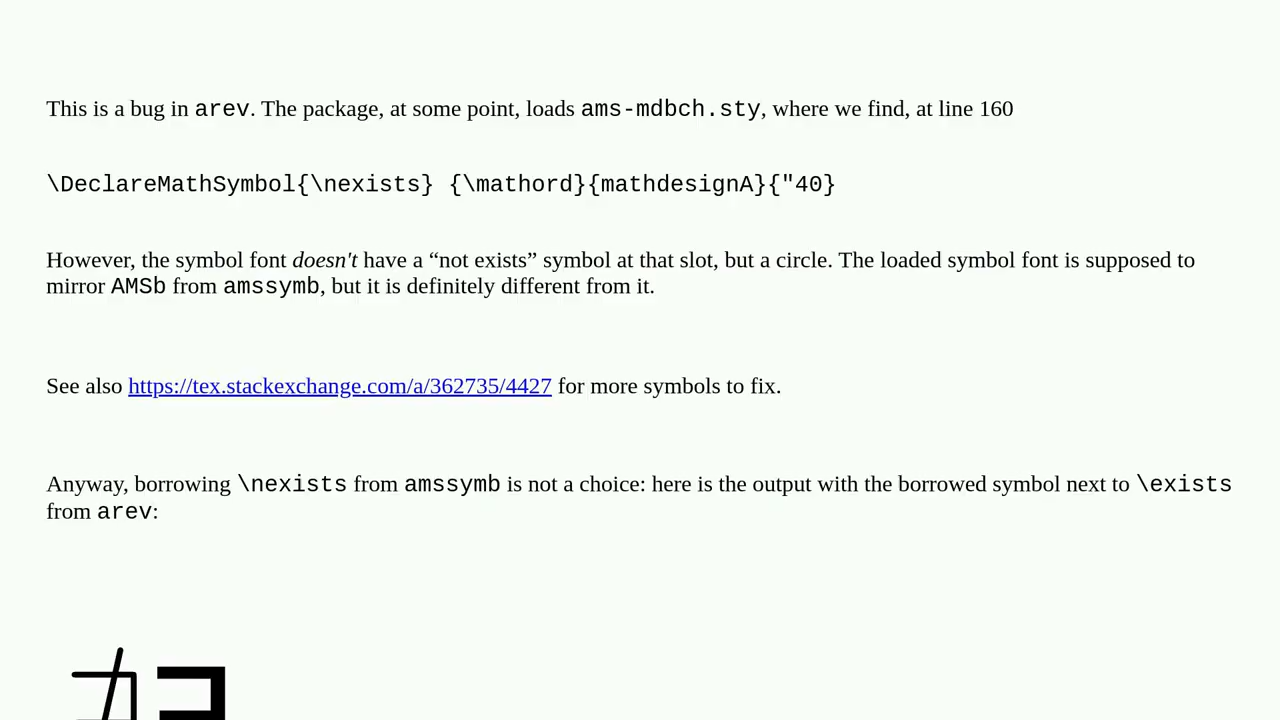 This is a bug in arev. The package, at some point, loads ams-mdbch.sty, where we find, at line 160
\DeclareMathSymbol{\nexists} {\mathord}{mathdesignA}{"40}
However, the symbol font doesn't have a “not exists” symbol at that slot, but a circle. The loaded symbol font is supposed to
mirror AMSb from amssymb, but it is definitely different from it.
See also https://tex.stackexchange.com/a/362735/4427 for more symbols to fix.
Anyway, borrowing \nexists from amssymb is not a choice: here is the output with the borrowed symbol next to \exists
from arev:
∄∃